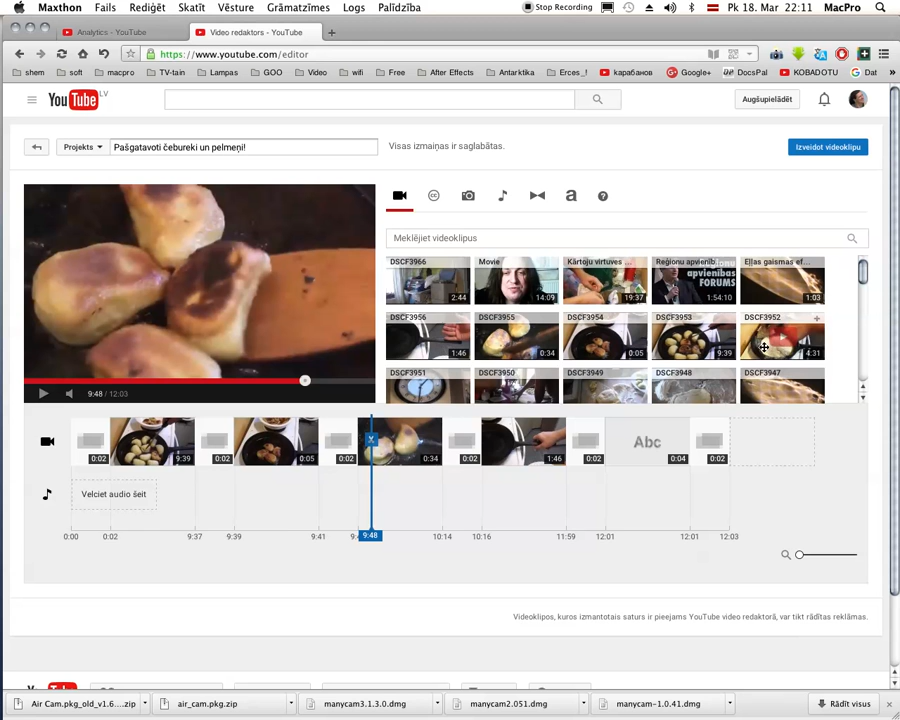 Maxthon Fails Rediģēt Skatīt Vēsture Grāmatzīmes Logs Palīdzība Stop Recording Pk 18. Mar 22:11 MacPro
Analytics - YouTube Video redaktors - YouTube
https://www.youtube.com/editor
shem soft macpro TV-tain Lampas GOO Video wifi Free After Effects Antarktika Erces_! карабанов Google+ DocsPal KOBADOTU Dat »
YouTube LV Augšupielādēt
Projekts Pašgatavoti čebureki un pelmeņi! Visas izmaiņas ir saglabātas. Izveidot videoklipu
Meklējiet videoklipus
DSCF3966 Movie Kārtoju virtuves ... Reģionu apvienīb... Eļļas gaismas ef...
APVIENĪBAS
FORUMS
2:44 14:09 19:37 1:54:10 1:03
DSCF3956 DSCF3955 DSCF3954 DSCF3953 DSCF3952
1:46 0:34 0:05 9:39 4:31
DSCF3951 DSCF3950 DSCF3949 DSCF3948 DSCF3947
9:48 / 12:03
Abc
0:02 9:39 0:02 0:05 0:02 0:34 0:02 1:46 0:02 0:04 0:02
Velciet audio šeit
0:00 0:02 9:37 9:39 9:41 9:48 10:14 10:16 11:59 12:01 12:01 12:03
Videoklipos, kuros izmantotais saturs ir pieejams YouTube video redaktorā, var tikt rādītas reklāmas.
Air Cam.pkg_old_v1.6....zip air_cam.pkg.zip manycam3.1.3.0.dmg manycam2.051.dmg manycam-1.0.41.dmg Rādīt visus